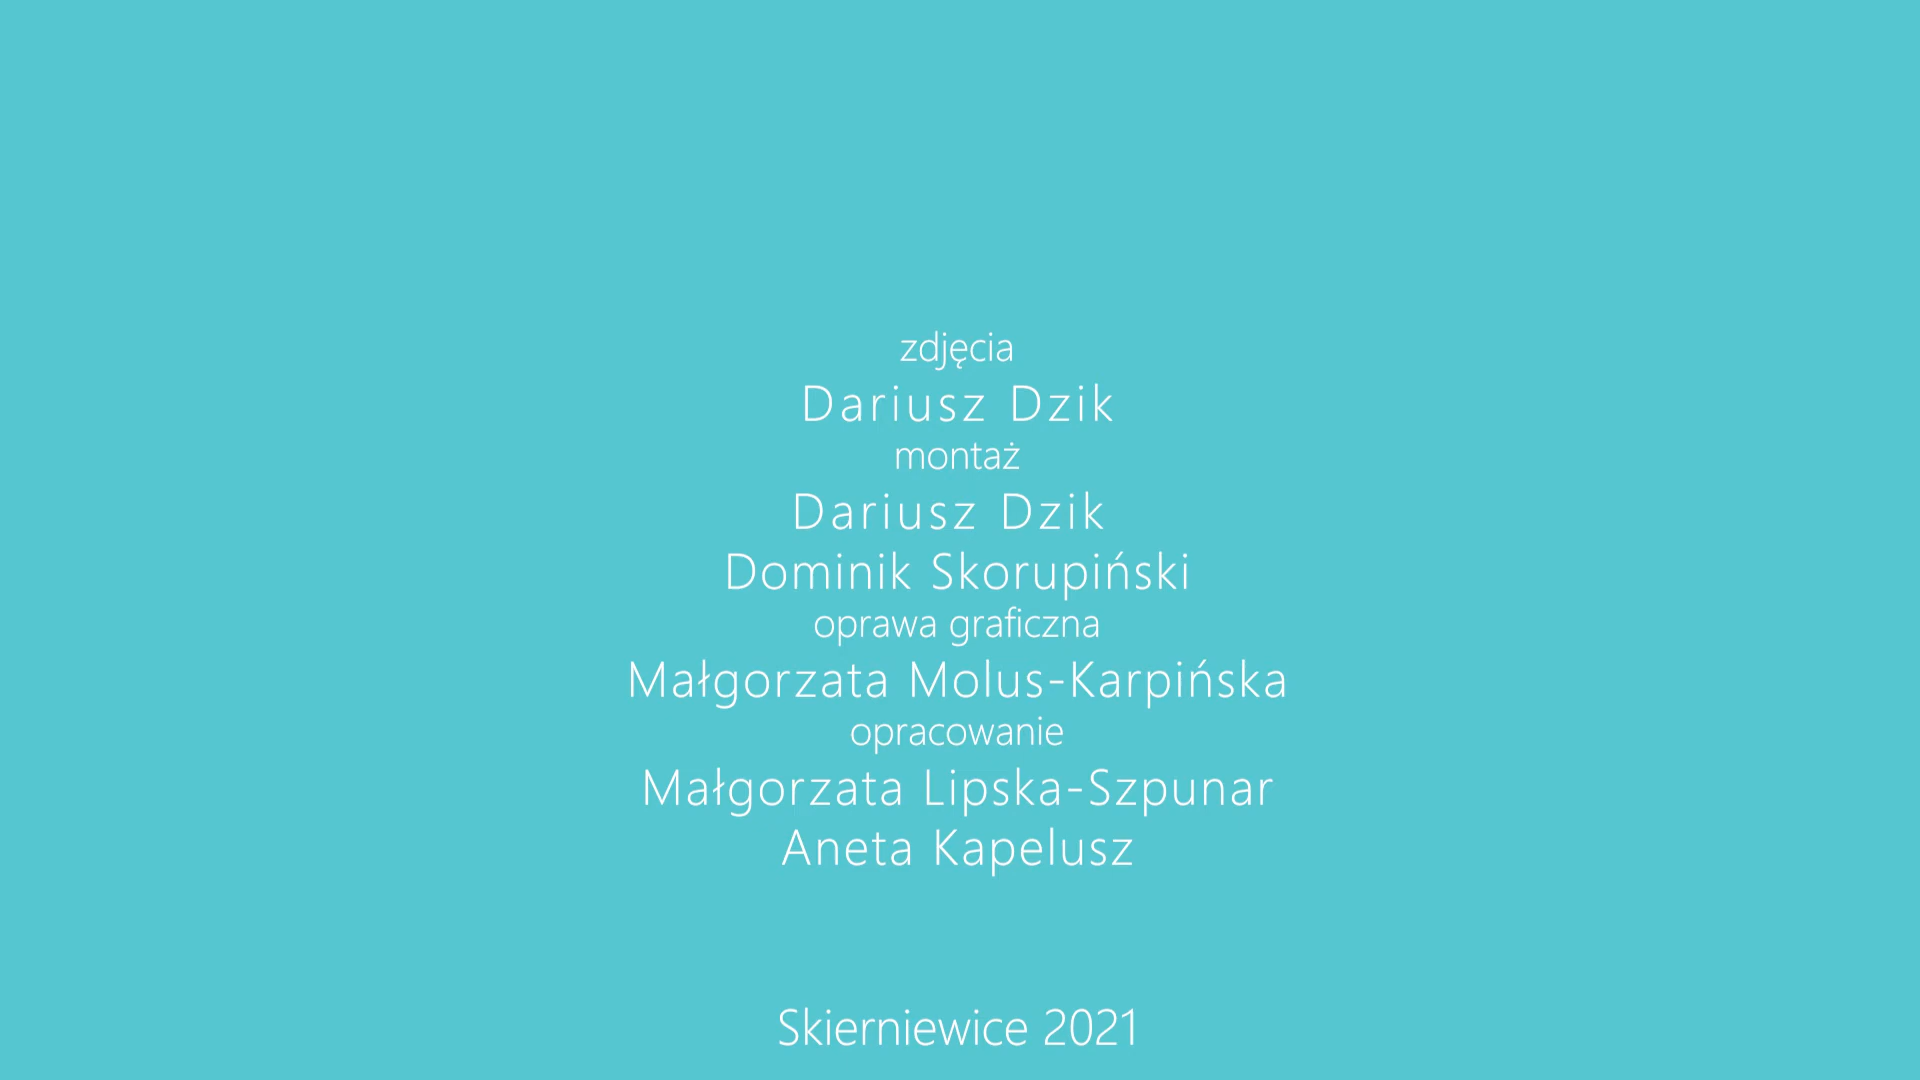 zdjęcia
Dariusz Dzik
montaż
Dariusz Dzik
Dominik Skorupiński
oprawa graficzna
Małgorzata Molus-Karpińska
opracowanie
Małgorzata Lipska-Szpunar
Aneta Kapelusz
Skierniewice 2021